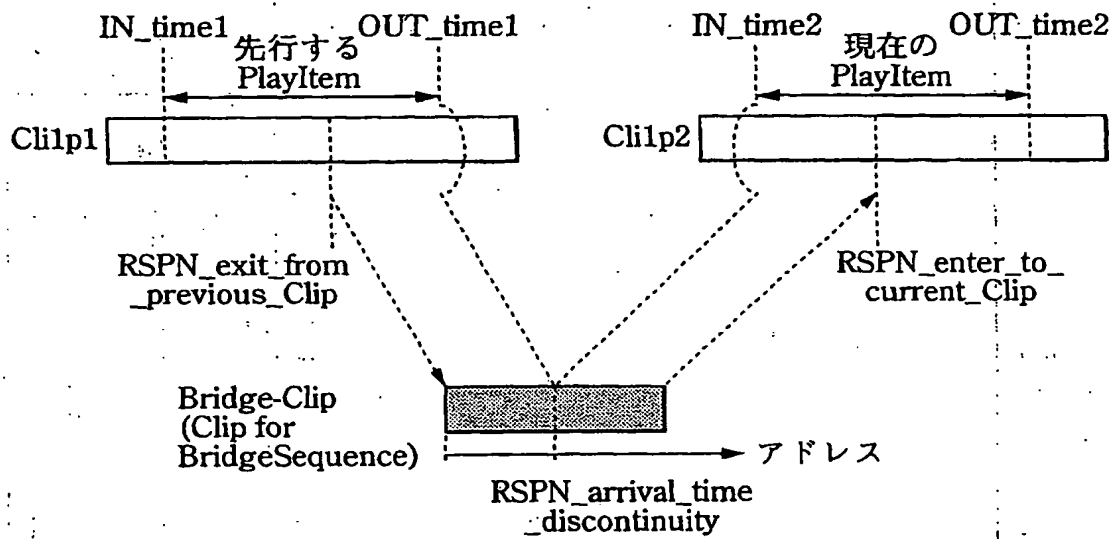 IN_time1
先行する
PlayItem
OUT_time1
IN_time2
現在の
PlayItem
OUT_time2
Cli1p1
Cli1p2
RSPN_exit_from
_previous_Clip
RSPN_enter_to_
current_Clip
Bridge-Clip
(Clip for
BridgeSequence)
アドレス
RSPN_arrival_time
_discontinuity